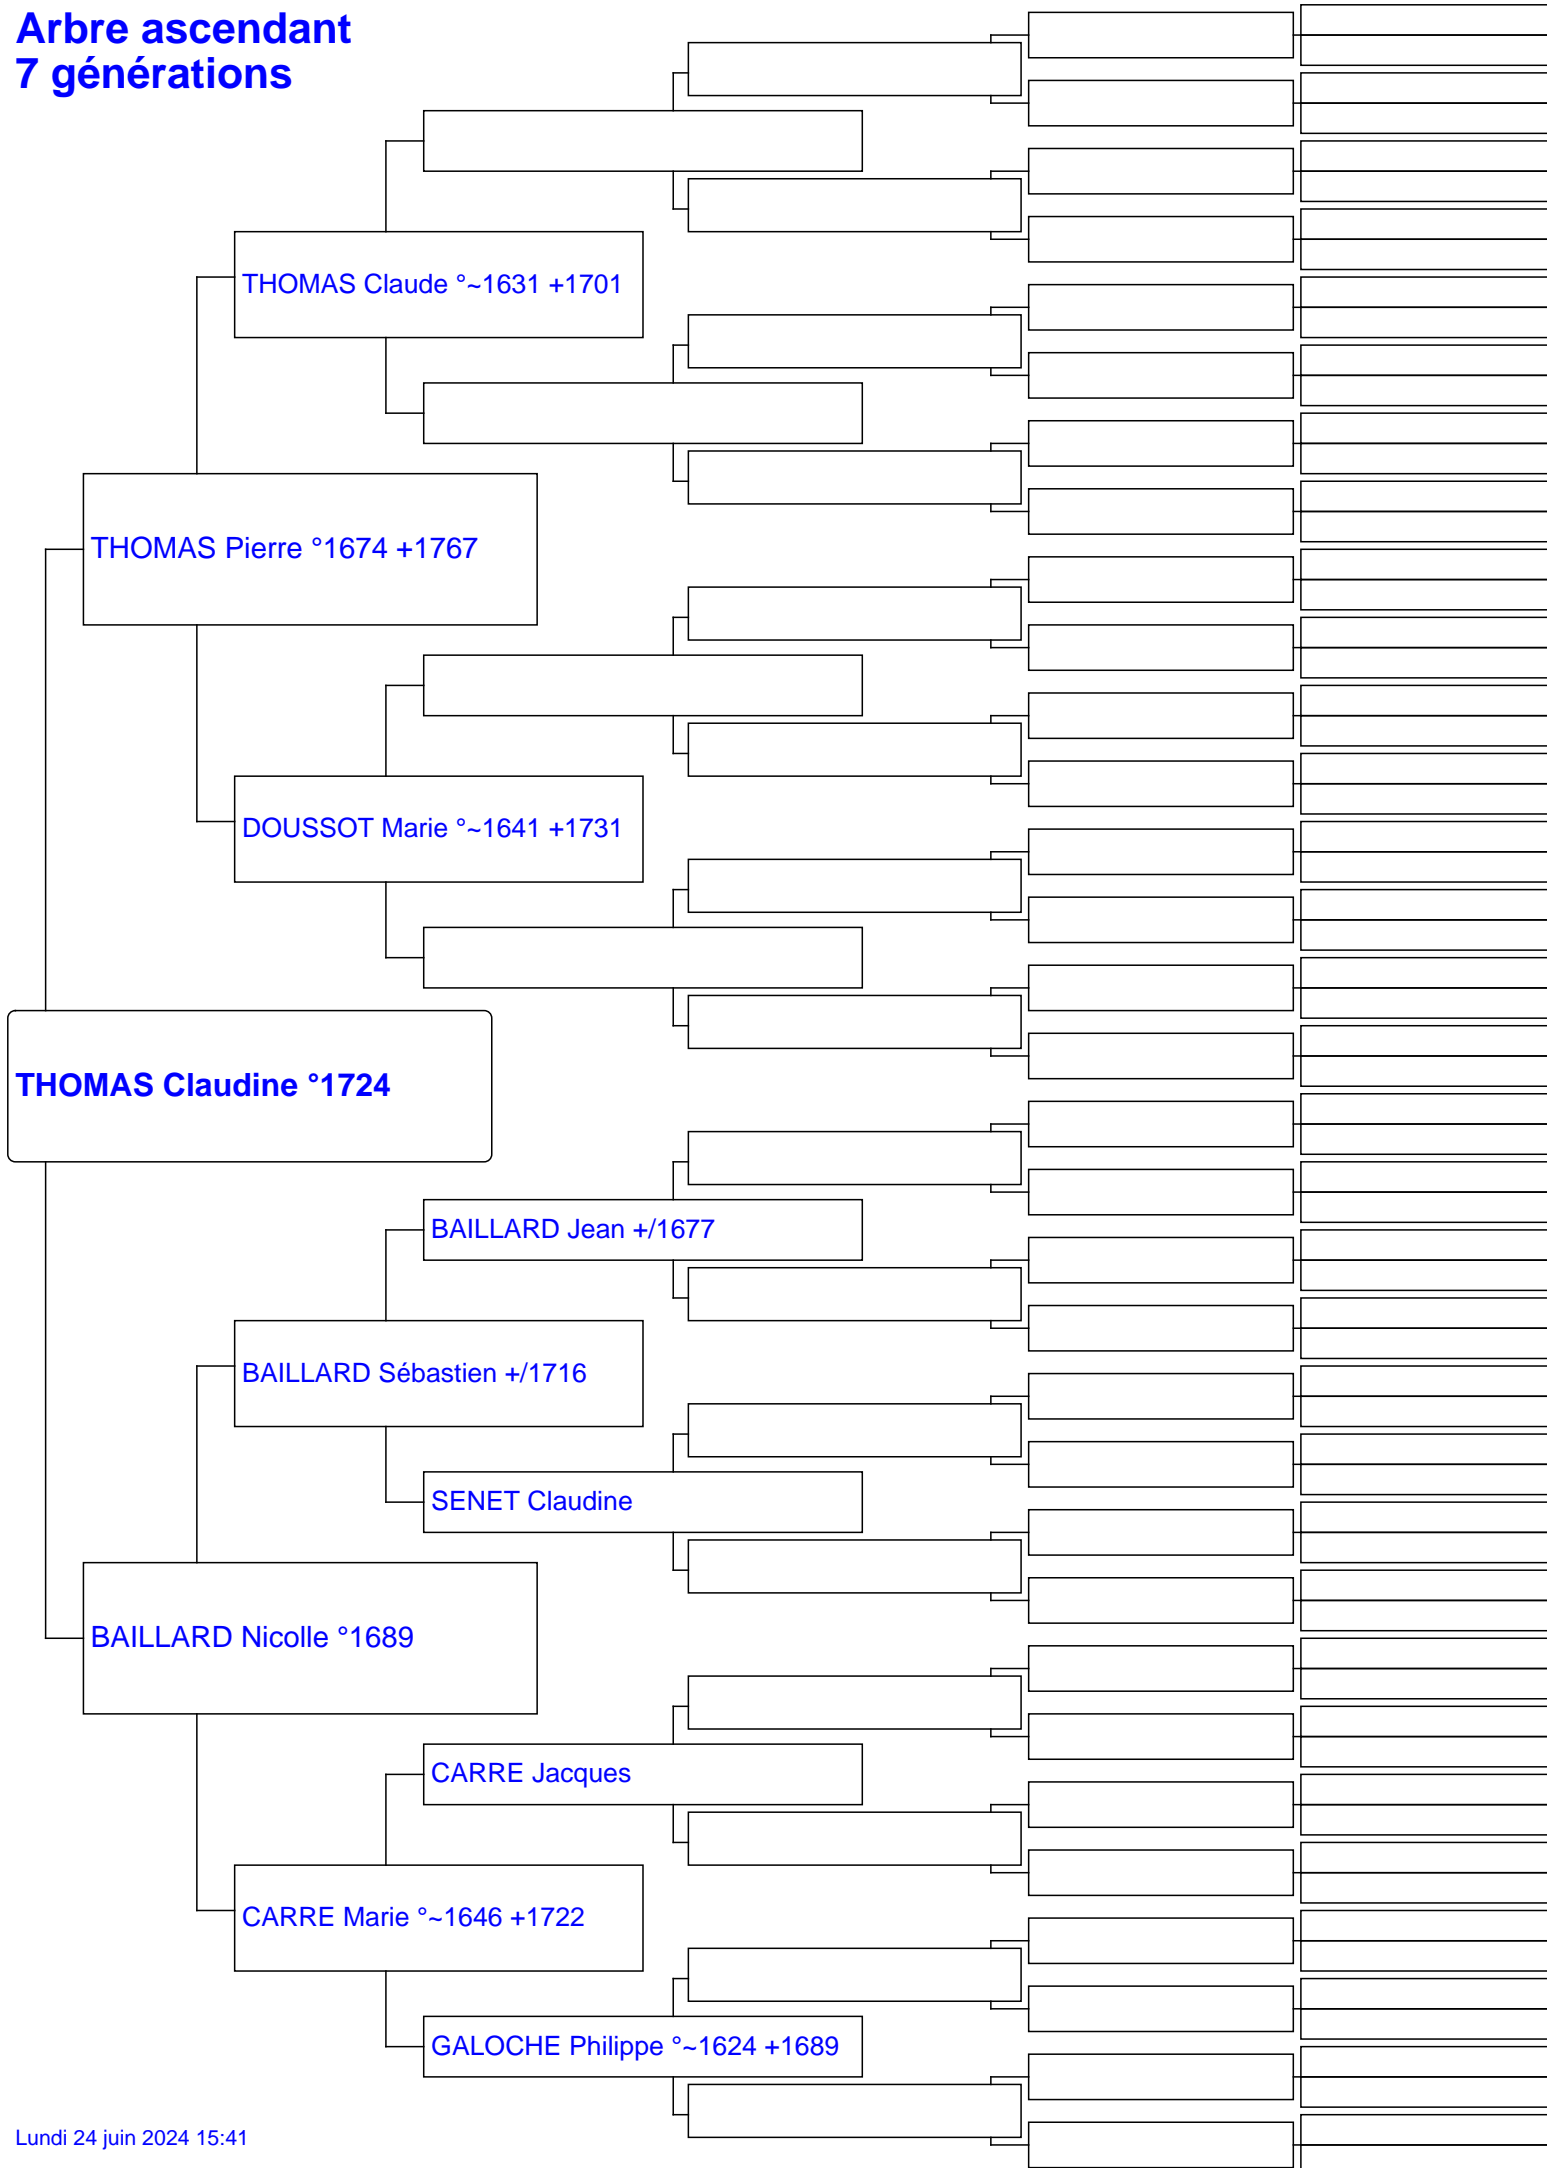 Arbre ascendant
7 générations
THOMAS Claude °~1631 +1701
THOMAS Pierre °1674 +1767
DOUSSOT Marie °~1641 +1731
THOMAS Claudine °1724
BAILLARD Jean +/1677
BAILLARD Sébastien +/1716
SENET Claudine
BAILLARD Nicolle °1689
CARRE Jacques
CARRE Marie °~1646 +1722
GALOCHE Philippe °~1624 +1689
Lundi 24 juin 2024 15:41